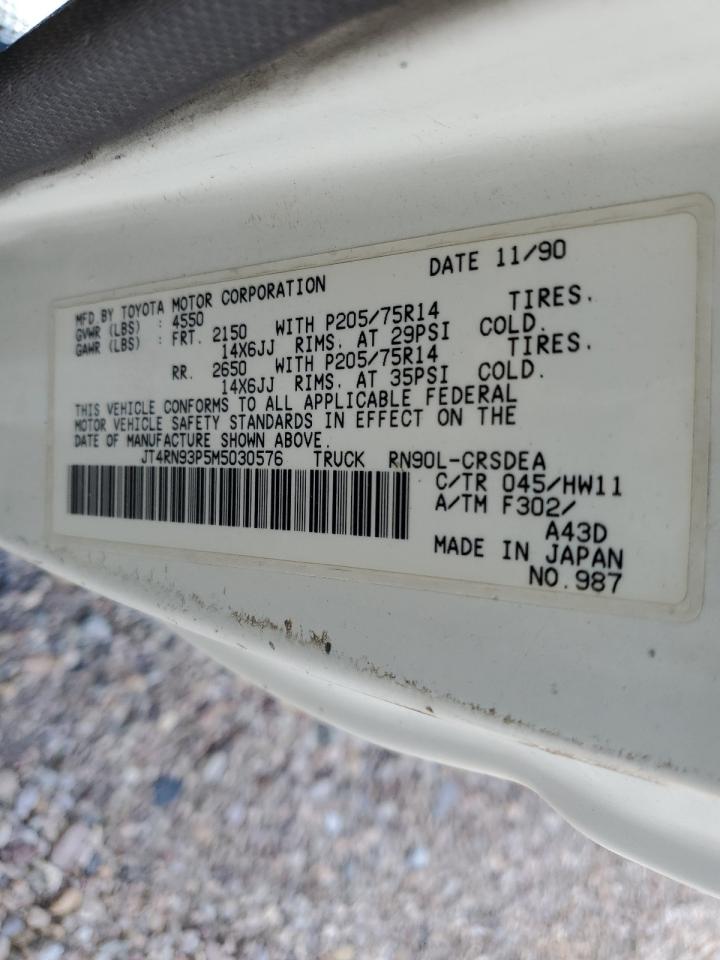 MFD BY TOYOTA MOTOR CORPORATION DATE 11/90
GVWR (LBS) : 4550
GAWR (LBS) : FRT. 2150 WITH P205/75R14 TIRES.
14X6JJ RIMS. AT 29PSI COLD.
RR. 2650 WITH P205/75R14 TIRES.
14X6JJ RIMS. AT 35PSI COLD.
THIS VEHICLE CONFORMS TO ALL APPLICABLE FEDERAL
MOTOR VEHICLE SAFETY STANDARDS IN EFFECT ON THE
DATE OF MANUFACTURE SHOWN ABOVE.
JT4RN93P5M5030576 TRUCK RN90L-CRSDEA
C/TR 045/HW11
A/TM F302/
A43D
MADE IN JAPAN
NO.987